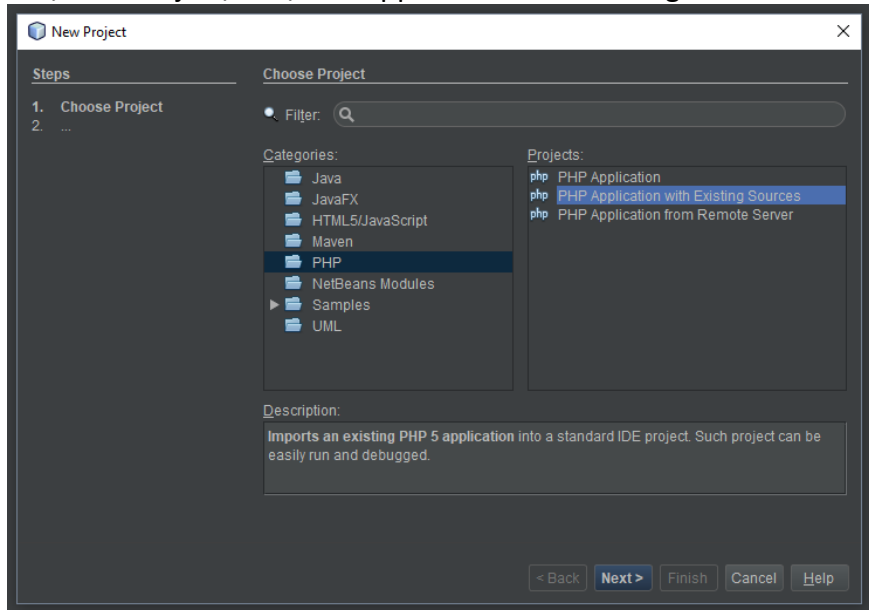 New Project
Steps
Choose Project
1. Choose Project
2. ...
Filter:
Categories:
Projects:
Java
JavaFX
HTML5/JavaScript
Maven
PHP
NetBeans Modules
Samples
UML
php PHP Application
php PHP Application with Existing Sources
php PHP Application from Remote Server
Description:
Imports an existing PHP 5 application into a standard IDE project. Such project can be
easily run and debugged.
< Back
Next >
Finish
Cancel
Help